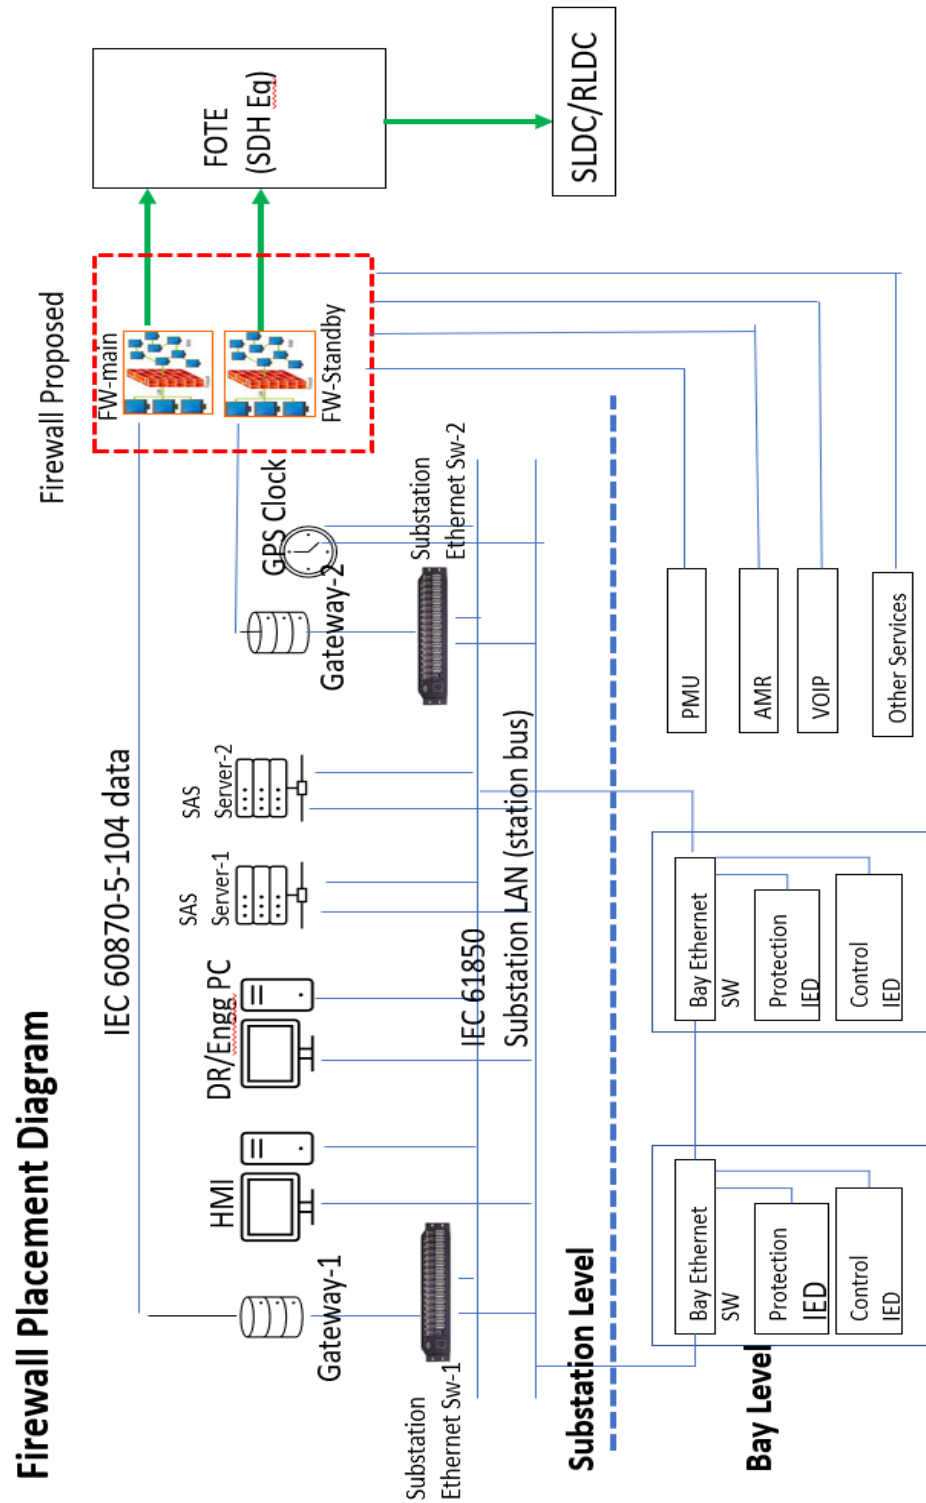 Firewall Placement Diagram
Firewall Proposed
IEC 60870-5-104 data
FW-main
FW-Standby
FOTE
(SDH Eq)
SLDC/RLDC
Gateway-1
HMI
DR/Engg PC
SAS
Server-1
SAS
Server-2
Gateway-2
GPS Clock
Substation
Ethernet Sw-1
Substation
Ethernet Sw-2
IEC 61850
Substation LAN (station bus)
Substation Level
Bay Level
Bay Ethernet
SW
Protection
IED
Control
IED
Bay Ethernet
SW
Protection
IED
Control
IED
PMU
AMR
VOIP
Other Services